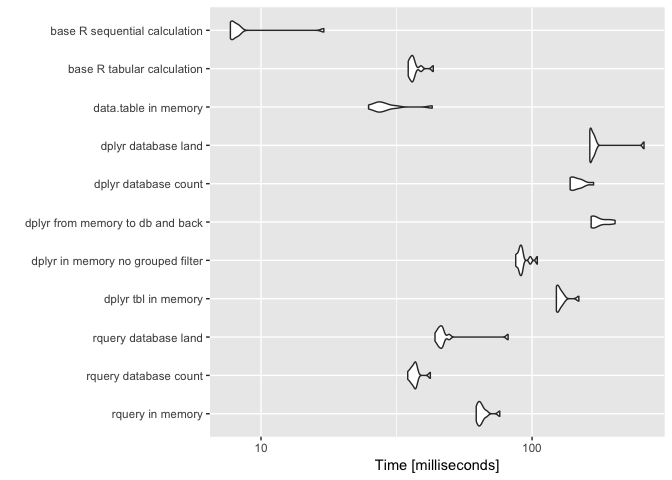 base R sequential calculation
base R tabular calculation
data.table in memory
dplyr database land
dplyr database count
dplyr from memory to db and back
dplyr in memory no grouped filter
dplyr tbl in memory
rquery database land
rquery database count
rquery in memory
10 100
Time [milliseconds]